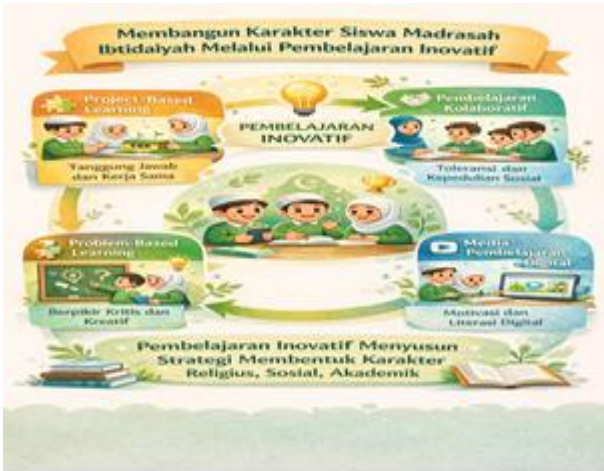 Membangun Karakter Siswa Madrasah
Ibtidaiyah Melalui Pembelajaran Inovatif
Project-Based
Learning
Tanggung Jawab
dan Kerja Sama
PEMBELAJARAN
INOVATIF
Pembelajaran
Kolaboratif
Toleransi dan
Kepedulian Sosial
Problem-Based
Learning
Berpikir Kritis dan
Kreatif
Media
Pembelajaran
Digital
Motivasi dan
Literasi Digital
Pembelajaran Inovatif Menyusun
Strategi Membentuk Karakter
Religius, Sosial, Akademik